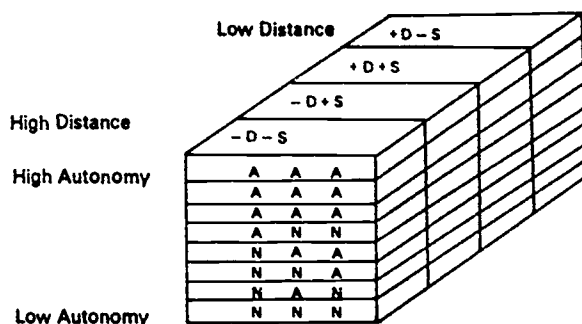 Low Distance
+ D – S
+ D + S
– D + S
High Distance
– D – S
High Autonomy
A A A
A A A
A A A
A N N
N A A
N N A
N A N
Low Autonomy
N N N